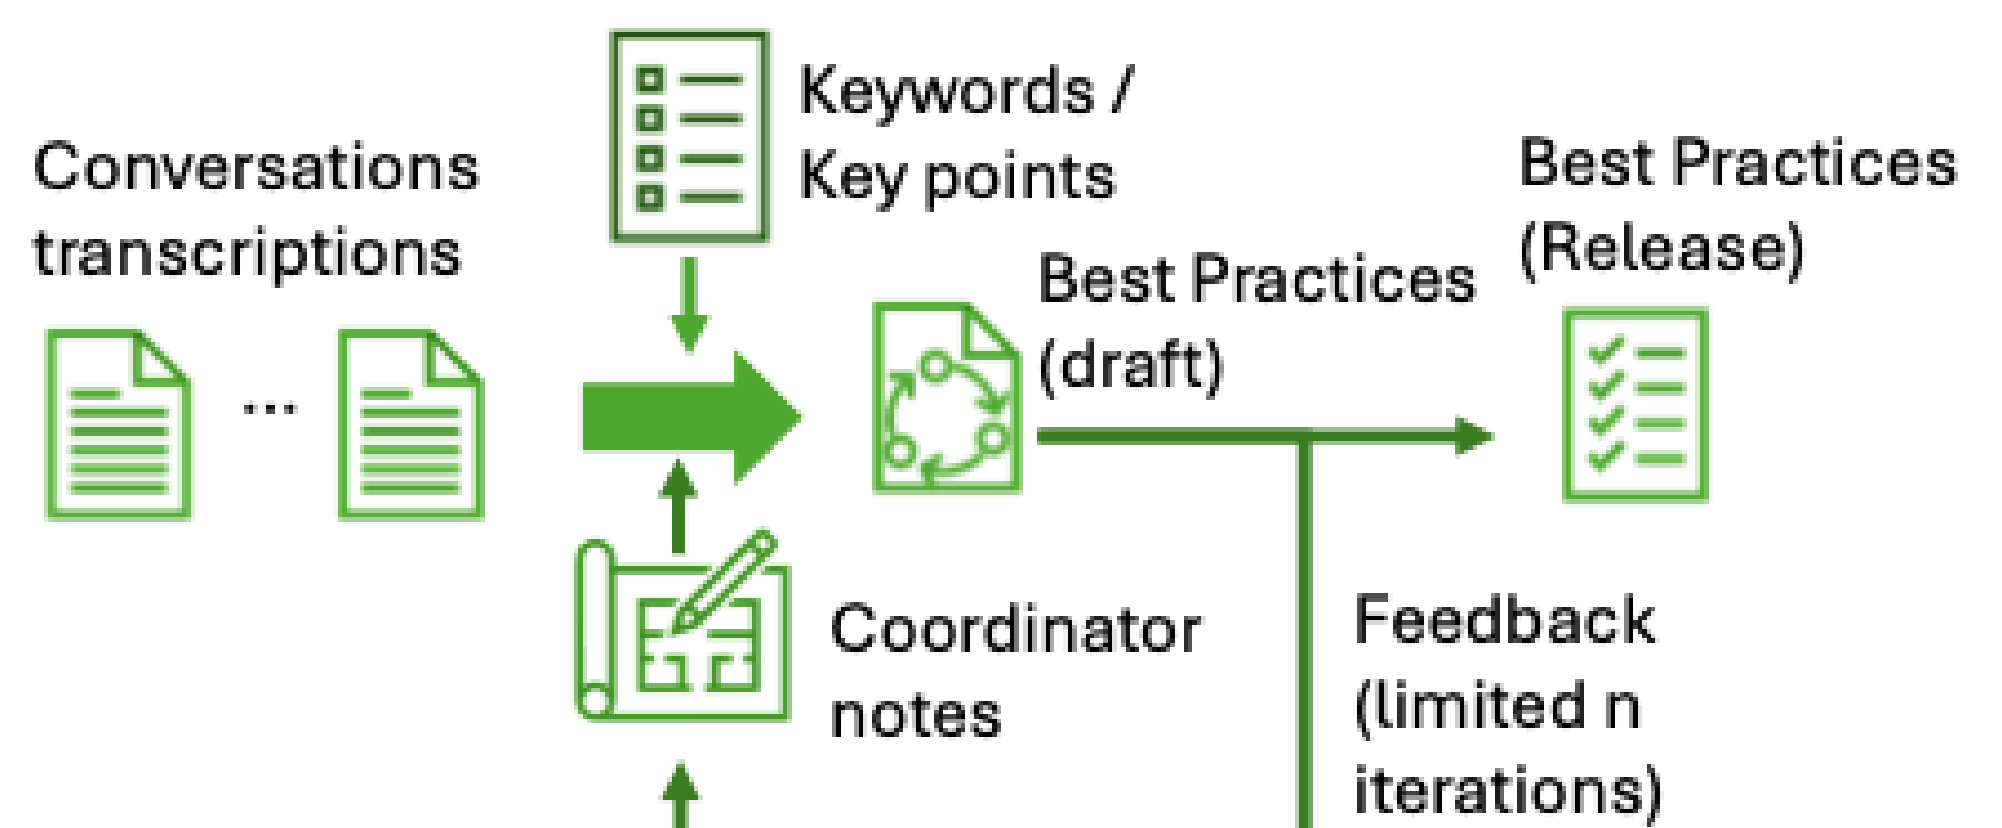 Conversations
transcriptions
...
Keywords /
Key points
Best Practices
(draft)
Best Practices
(Release)
Coordinator
notes
Feedback
(limited n
iterations)